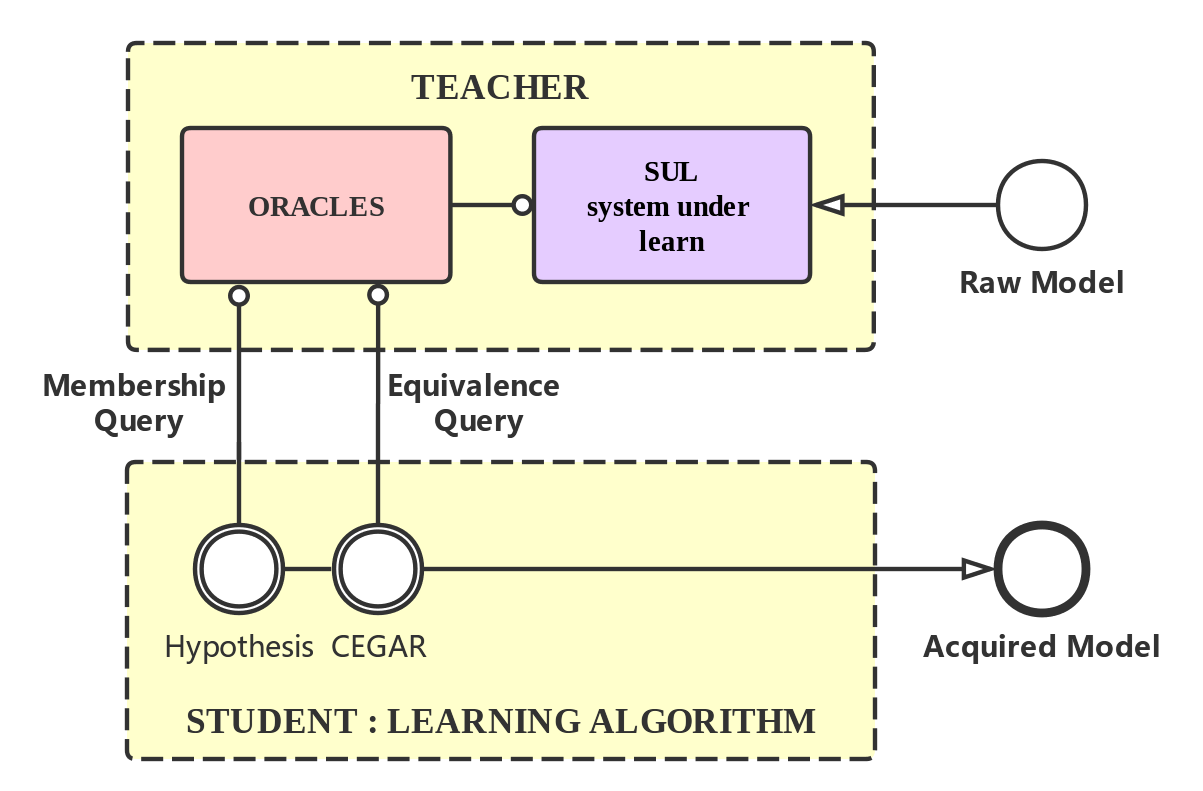 TEACHER
ORACLES
SUL
system under
learn
Raw Model
Membership
Query
Equivalence
Query
Hypothesis
CEGAR
Acquired Model
STUDENT : LEARNING ALGORITHM